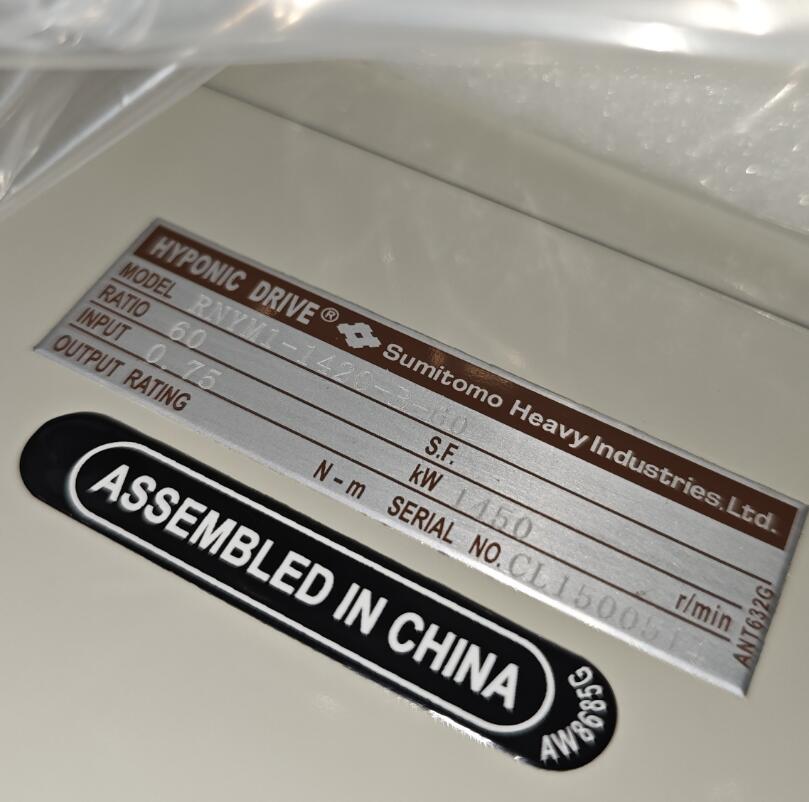 HYPONIC DRIVE® Sumitomo Heavy Industries, Ltd.
MODEL RNYM1-1420-B-60
RATIO 60 S.F.
INPUT 0.75 kW 1450 r/min
OUTPUT RATING N-m SERIAL NO.
ANT632G
ASSEMBLED IN CHINA
AW8685G